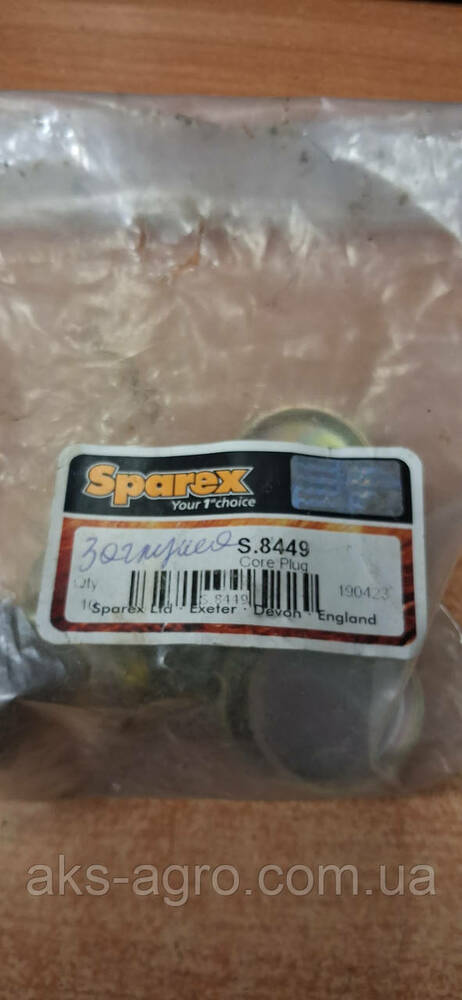 Sparex
Your 1st choice
Заглушка S.8449
Core Plug
Qty
10
S.8449
190423
Sparex Ltd · Exeter · Devon · England
aks-agro.com.ua